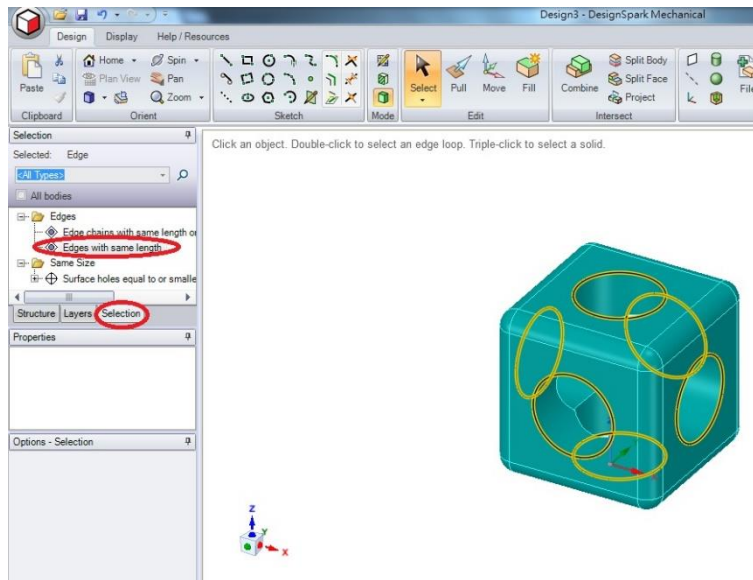 Design3 - DesignSpark Mechanical
Design Display Help / Resources
Paste
Home Spin
Plan View Pan
Zoom
Select Pull Move Fill
Combine
Split Body
Split Face
Project
Clipboard Orient Sketch Mode Edit Intersect
Selection
Selected: Edge
<All Types>
All bodies
Edges
Edge chains with same length or
Edges with same length
Same Size
Surface holes equal to or smalle
Structure Layers Selection
Properties
Options - Selection
Click an object. Double-click to select an edge loop. Triple-click to select a solid.
Z
Y
X